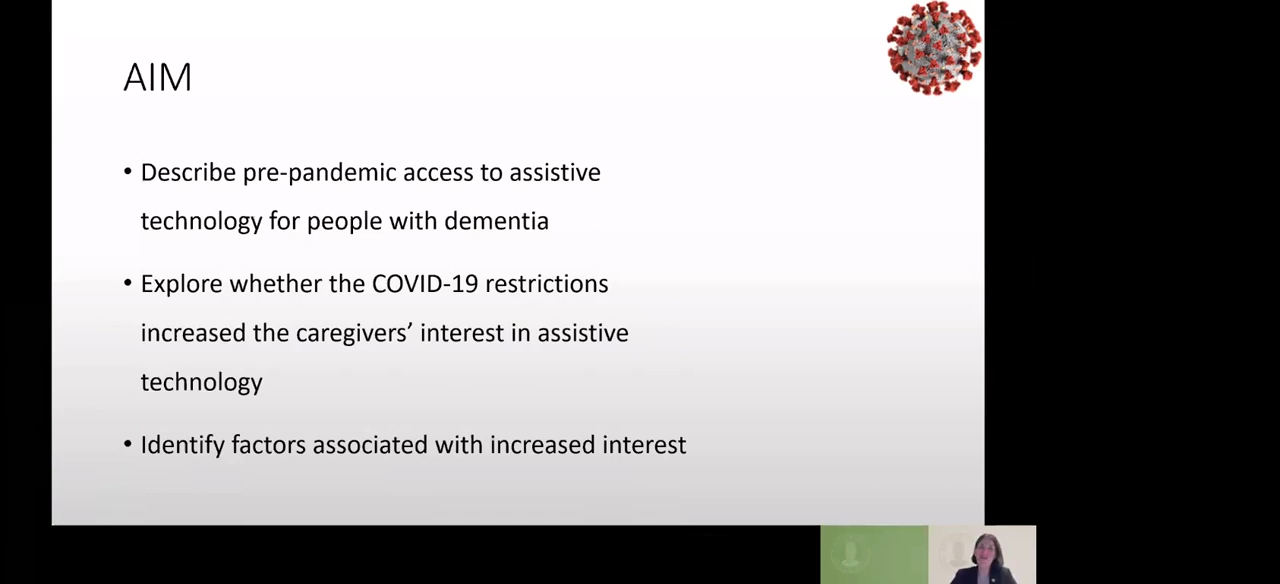 AIM
• Describe pre-pandemic access to assistive
technology for people with dementia
• Explore whether the COVID-19 restrictions
increased the caregivers’ interest in assistive
technology
• Identify factors associated with increased interest